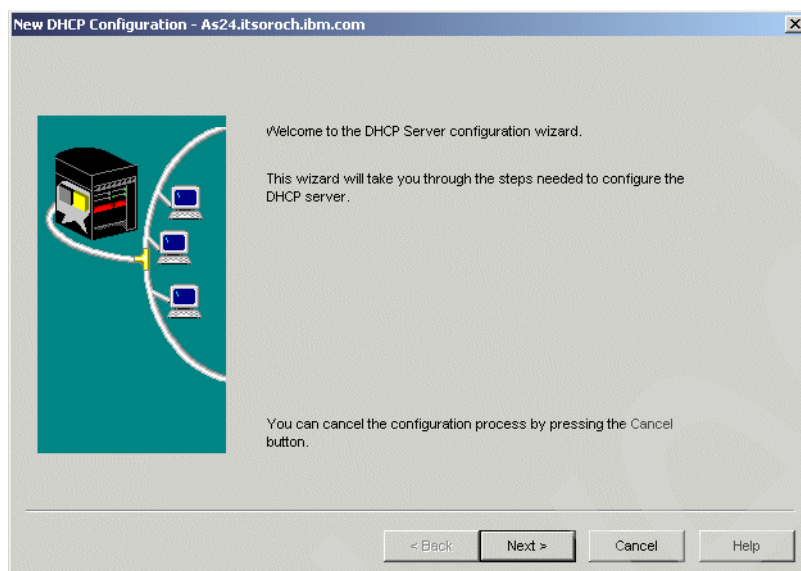 New DHCP Configuration - As24.itsoroch.ibm.com
Welcome to the DHCP Server configuration wizard.
This wizard will take you through the steps needed to configure the
DHCP server.
You can cancel the configuration process by pressing the Cancel
button.
< Back
Next >
Cancel
Help